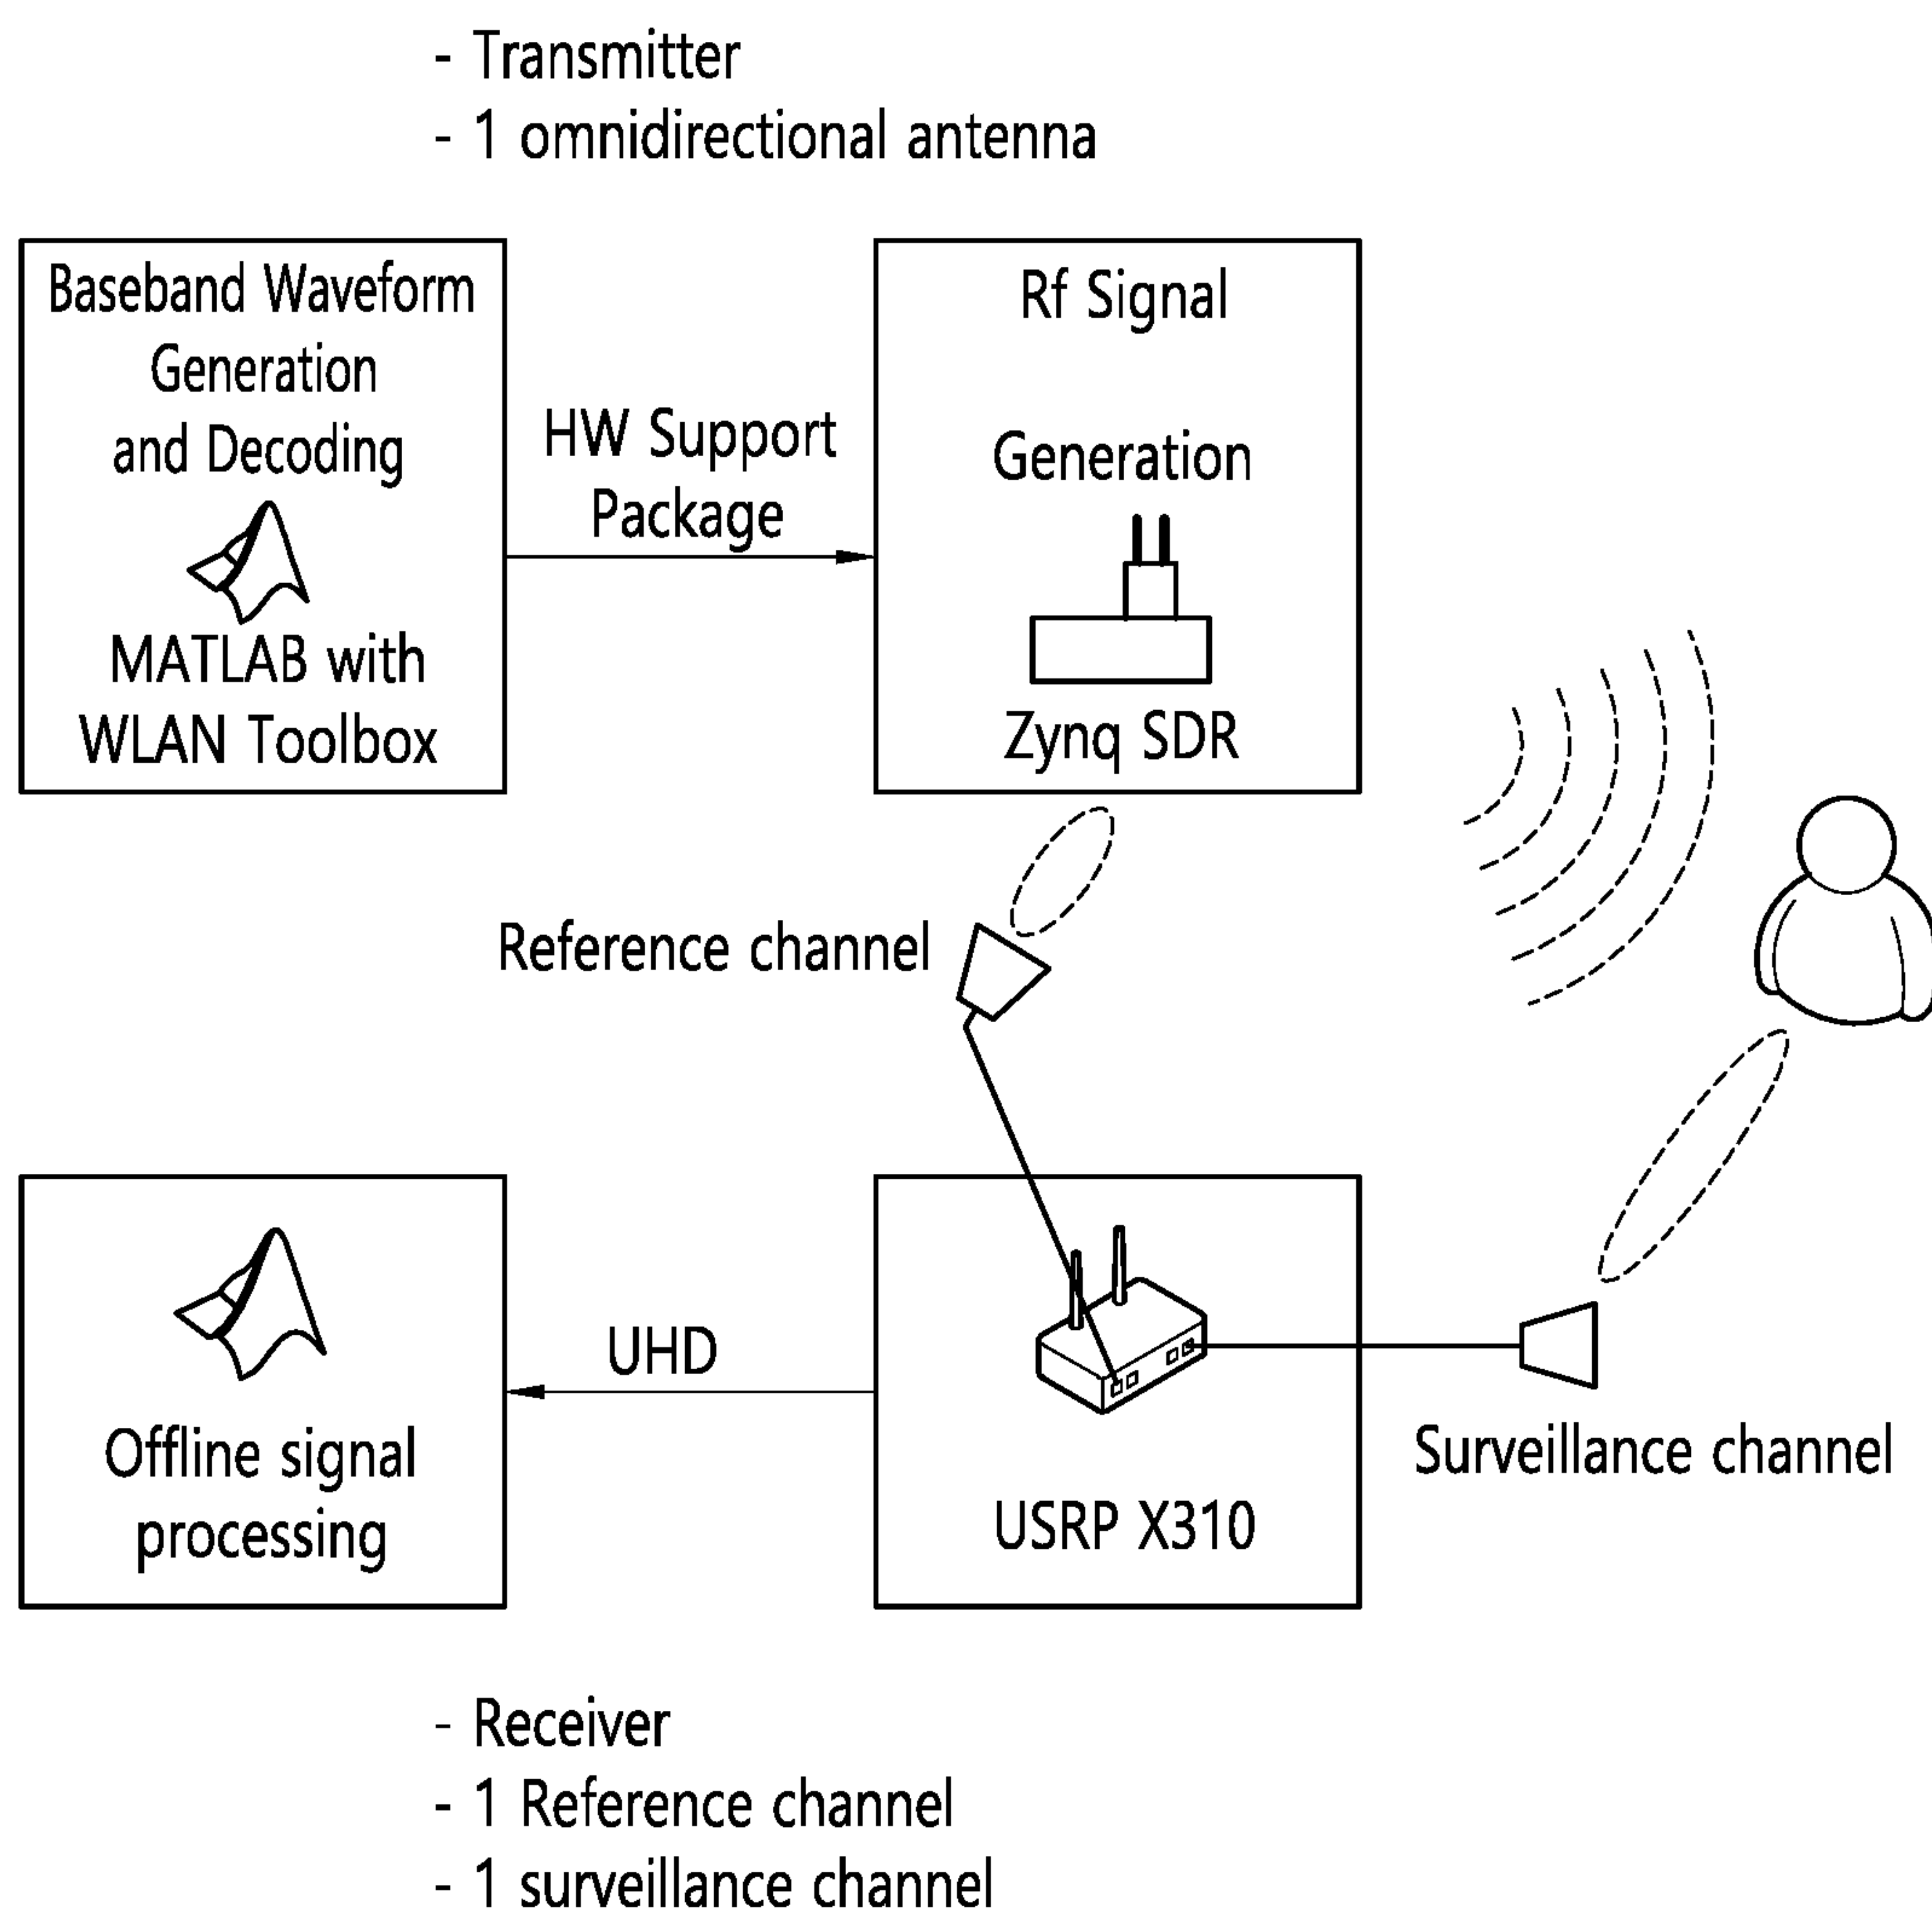 - Transmitter
- 1 omnidirectional antenna
Baseband Waveform
Generation
and Decoding
MATLAB with
WLAN Toolbox
HW Support
Package
Rf Signal
Generation
Zynq SDR
Reference channel
Offline signal
processing
UHD
USRP X310
Surveillance channel
- Receiver
- 1 Reference channel
- 1 surveillance channel